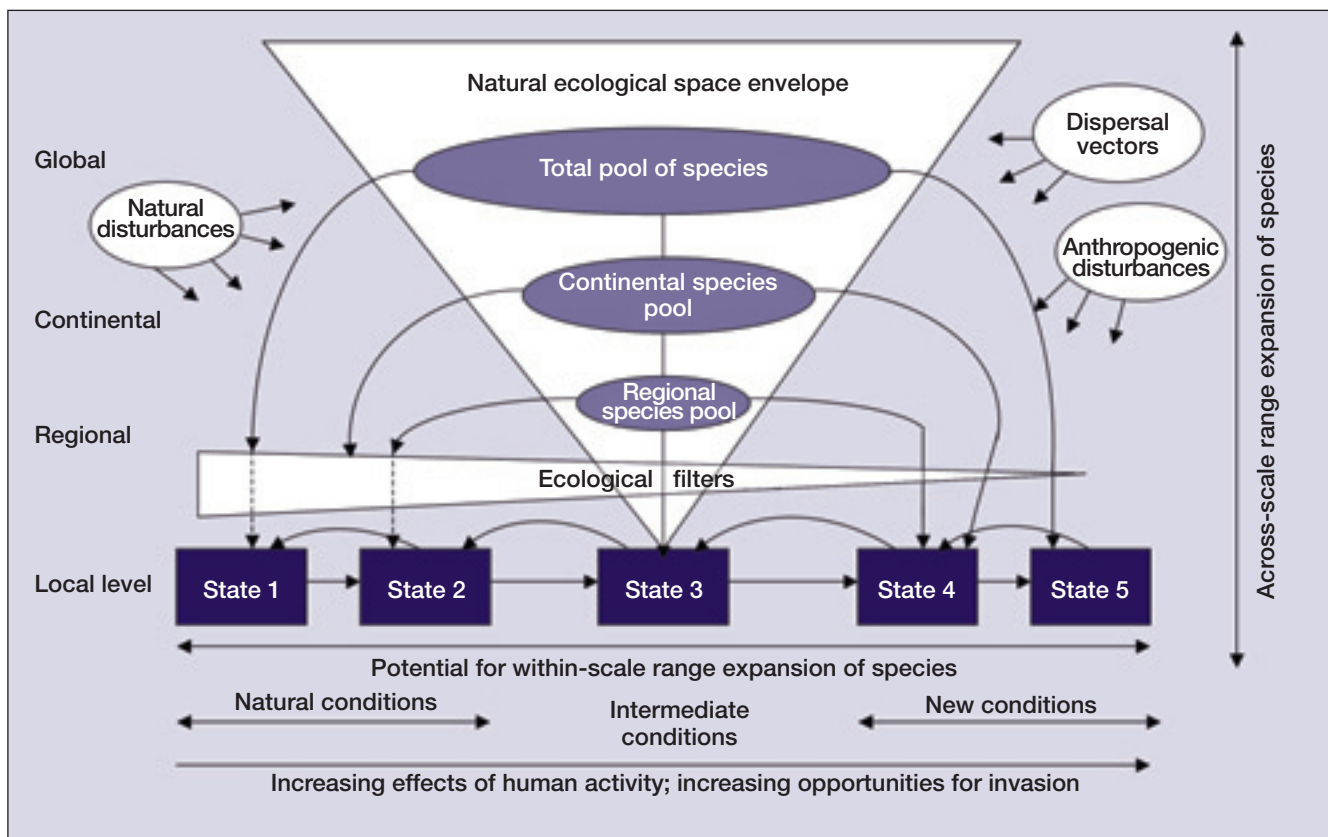 Natural ecological space envelope
Dispersal
vectors
Global
Total pool of species
Natural
disturbances
Anthropogenic
disturbances
Continental species
pool
Continental
Regional
species pool
Regional
Ecological filters
Local level
State 1
State 2
State 3
State 4
State 5
Across-scale range expansion of species
Potential for within-scale range expansion of species
Natural conditions
Intermediate
conditions
New conditions
Increasing effects of human activity; increasing opportunities for invasion